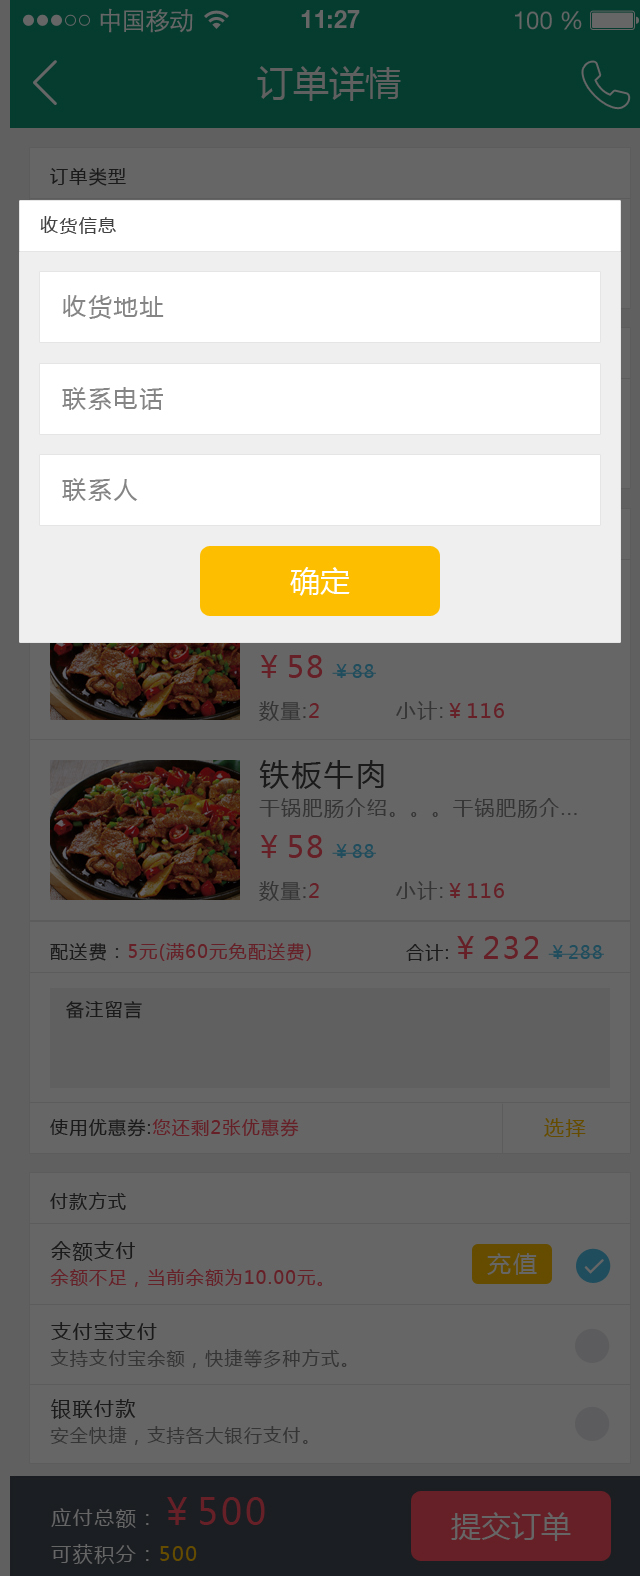 中国移动 11:27 100 %
订单详情
订单类型
收货信息
收货地址
联系电话
联系人
确定
¥ 58 ¥ 88
数量:2 小计: ¥ 116
铁板牛肉
干锅肥肠介绍。。。干锅肥肠介...
¥ 58 ¥ 88
数量:2 小计: ¥ 116
配送费：5元(满60元免配送费) 合计: ¥ 232 ¥ 288
备注留言
使用优惠券:您还剩2张优惠券 选择
付款方式
余额支付
余额不足，当前余额为10.00元。 充值
支付宝支付
支持支付宝余额，快捷等多种方式。
银联付款
安全快捷，支持各大银行支付。
应付总额： ¥ 500
可获积分：500 提交订单